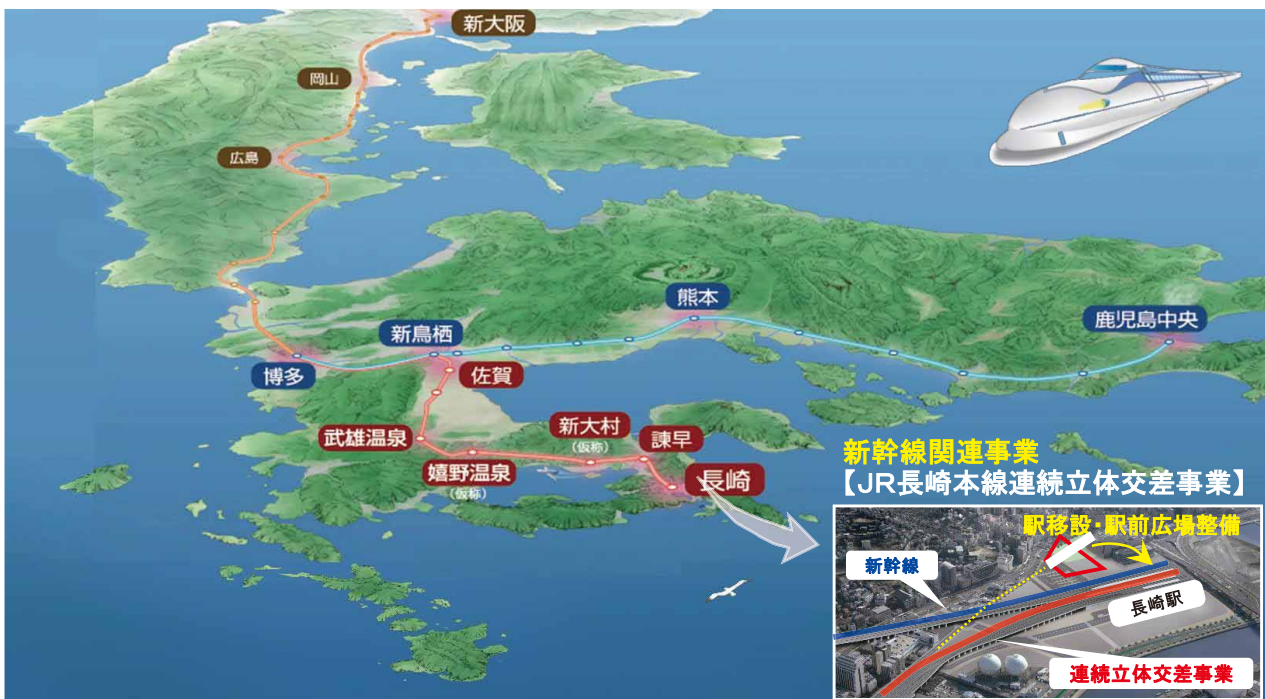 新大阪
岡山
広島
熊本
鹿児島中央
新鳥栖
博多
佐賀
武雄温泉
新大村
(仮称)
諫早
嬉野温泉
(仮称)
長崎
新幹線関連事業
【JR長崎本線連続立体交差事業】
駅移設・駅前広場整備
新幹線
長崎駅
連続立体交差事業